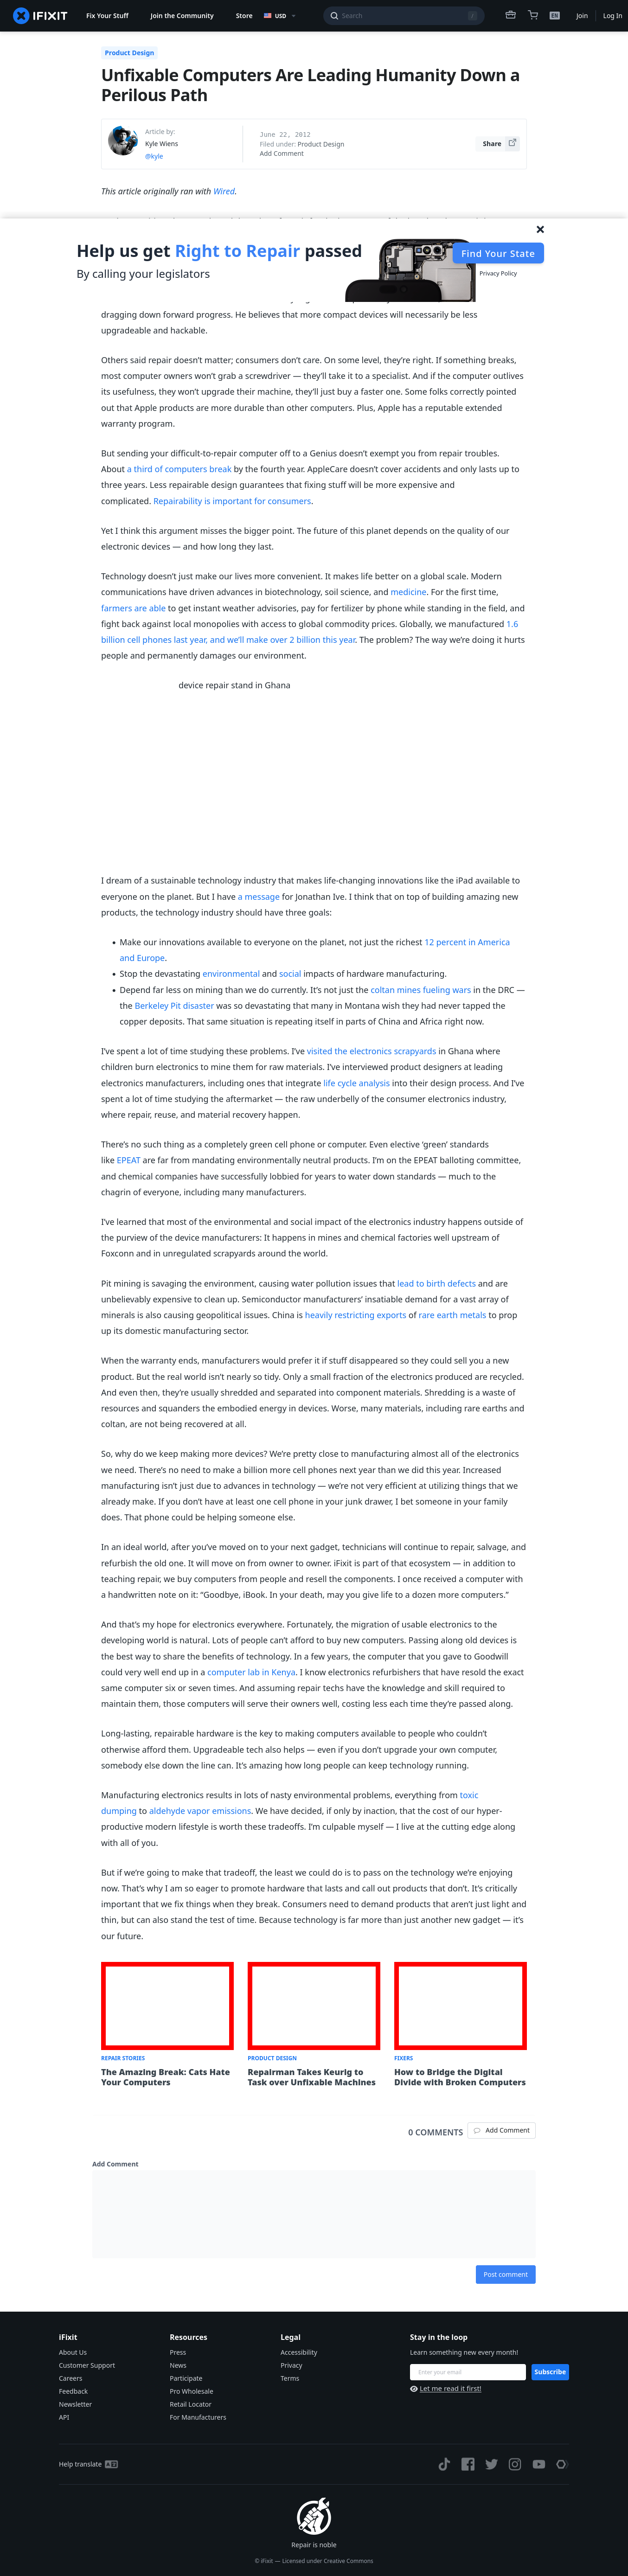 IFIXIT
Fix Your Stuff
Join the Community
Store
USD
Search
/
EN
Join
Log In
Product Design
Unfixable Computers Are Leading Humanity Down a
Perilous Path
Article by:
Kyle Wiens
@kyle
June 22, 2012
Filed under: Product Design
Add Comment
Share
This article originally ran with Wired.
Help us get Right to Repair passed
By calling your legislators
Find Your State
Privacy Policy
dragging down forward progress. He believes that more compact devices will necessarily be less
upgradeable and hackable.
Others said repair doesn’t matter; consumers don’t care. On some level, they’re right. If something breaks,
most computer owners won’t grab a screwdriver — they’ll take it to a specialist. And if the computer outlives
its usefulness, they won’t upgrade their machine, they’ll just buy a faster one. Some folks correctly pointed
out that Apple products are more durable than other computers. Plus, Apple has a reputable extended
warranty program.
But sending your difficult-to-repair computer off to a Genius doesn’t exempt you from repair troubles.
About a third of computers break by the fourth year. AppleCare doesn’t cover accidents and only lasts up to
three years. Less repairable design guarantees that fixing stuff will be more expensive and
complicated. Repairability is important for consumers.
Yet I think this argument misses the bigger point. The future of this planet depends on the quality of our
electronic devices — and how long they last.
Technology doesn’t just make our lives more convenient. It makes life better on a global scale. Modern
communications have driven advances in biotechnology, soil science, and medicine. For the first time,
farmers are able to get instant weather advisories, pay for fertilizer by phone while standing in the field, and
fight back against local monopolies with access to global commodity prices. Globally, we manufactured 1.6
billion cell phones last year, and we’ll make over 2 billion this year. The problem? The way we’re doing it hurts
people and permanently damages our environment.
device repair stand in Ghana
I dream of a sustainable technology industry that makes life-changing innovations like the iPad available to
everyone on the planet. But I have a message for Jonathan Ive. I think that on top of building amazing new
products, the technology industry should have three goals:
• Make our innovations available to everyone on the planet, not just the richest 12 percent in America
and Europe.
• Stop the devastating environmental and social impacts of hardware manufacturing.
• Depend far less on mining than we do currently. It’s not just the coltan mines fueling wars in the DRC —
the Berkeley Pit disaster was so devastating that many in Montana wish they had never tapped the
copper deposits. That same situation is repeating itself in parts of China and Africa right now.
I’ve spent a lot of time studying these problems. I’ve visited the electronics scrapyards in Ghana where
children burn electronics to mine them for raw materials. I’ve interviewed product designers at leading
electronics manufacturers, including ones that integrate life cycle analysis into their design process. And I’ve
spent a lot of time studying the aftermarket — the raw underbelly of the consumer electronics industry,
where repair, reuse, and material recovery happen.
There’s no such thing as a completely green cell phone or computer. Even elective ‘green’ standards
like EPEAT are far from mandating environmentally neutral products. I’m on the EPEAT balloting committee,
and chemical companies have successfully lobbied for years to water down standards — much to the
chagrin of everyone, including many manufacturers.
I’ve learned that most of the environmental and social impact of the electronics industry happens outside of
the purview of the device manufacturers: It happens in mines and chemical factories well upstream of
Foxconn and in unregulated scrapyards around the world.
Pit mining is savaging the environment, causing water pollution issues that lead to birth defects and are
unbelievably expensive to clean up. Semiconductor manufacturers’ insatiable demand for a vast array of
minerals is also causing geopolitical issues. China is heavily restricting exports of rare earth metals to prop
up its domestic manufacturing sector.
When the warranty ends, manufacturers would prefer it if stuff disappeared so they could sell you a new
product. But the real world isn’t nearly so tidy. Only a small fraction of the electronics produced are recycled.
And even then, they’re usually shredded and separated into component materials. Shredding is a waste of
resources and squanders the embodied energy in devices. Worse, many materials, including rare earths and
coltan, are not being recovered at all.
So, why do we keep making more devices? We’re pretty close to manufacturing almost all of the electronics
we need. There’s no need to make a billion more cell phones next year than we did this year. Increased
manufacturing isn’t just due to advances in technology — we’re not very efficient at utilizing things that we
already make. If you don’t have at least one cell phone in your junk drawer, I bet someone in your family
does. That phone could be helping someone else.
In an ideal world, after you’ve moved on to your next gadget, technicians will continue to repair, salvage, and
refurbish the old one. It will move on from owner to owner. iFixit is part of that ecosystem — in addition to
teaching repair, we buy computers from people and resell the components. I once received a computer with
a handwritten note on it: “Goodbye, iBook. In your death, may you give life to a dozen more computers.”
And that’s my hope for electronics everywhere. Fortunately, the migration of usable electronics to the
developing world is natural. Lots of people can’t afford to buy new computers. Passing along old devices is
the best way to share the benefits of technology. In a few years, the computer that you gave to Goodwill
could very well end up in a computer lab in Kenya. I know electronics refurbishers that have resold the exact
same computer six or seven times. And assuming repair techs have the knowledge and skill required to
maintain them, those computers will serve their owners well, costing less each time they’re passed along.
Long-lasting, repairable hardware is the key to making computers available to people who couldn’t
otherwise afford them. Upgradeable tech also helps — even if you don’t upgrade your own computer,
somebody else down the line can. It’s amazing how long people can keep technology running.
Manufacturing electronics results in lots of nasty environmental problems, everything from toxic
dumping to aldehyde vapor emissions. We have decided, if only by inaction, that the cost of our hyper-
productive modern lifestyle is worth these tradeoffs. I’m culpable myself — I live at the cutting edge along
with all of you.
But if we’re going to make that tradeoff, the least we could do is to pass on the technology we’re enjoying
now. That’s why I am so eager to promote hardware that lasts and call out products that don’t. It’s critically
important that we fix things when they break. Consumers need to demand products that aren’t just light and
thin, but can also stand the test of time. Because technology is far more than just another new gadget — it’s
our future.
REPAIR STORIES
The Amazing Break: Cats Hate
Your Computers
PRODUCT DESIGN
Repairman Takes Keurig to
Task over Unfixable Machines
FIXERS
How to Bridge the Digital
Divide with Broken Computers
0 COMMENTS
Add Comment
Add Comment
Post comment
iFixit
About Us
Customer Support
Careers
Feedback
Newsletter
API
Resources
Press
News
Participate
Pro Wholesale
Retail Locator
For Manufacturers
Legal
Accessibility
Privacy
Terms
Stay in the loop
Learn something new every month!
Enter your email
Subscribe
Let me read it first!
Help translate
Repair is noble
© iFixit — Licensed under Creative Commons